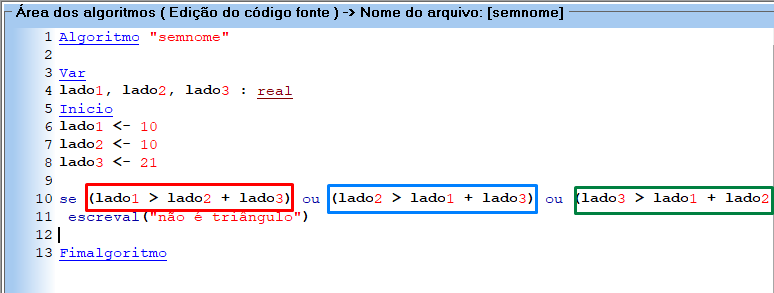 Área dos algoritmos ( Edição do código fonte ) -> Nome do arquivo: [semnome]
1 Algoritmo "semnome"
2
3 Var
4 lado1, lado2, lado3 : real
5 Inicio
6 lado1 <- 10
7 lado2 <- 10
8 lado3 <- 21
9
10 se (lado1 > lado2 + lado3) ou (lado2 > lado1 + lado3) ou (lado3 > lado1 + lado2
11 escreval("não é triângulo")
12
13 Fimalgoritmo